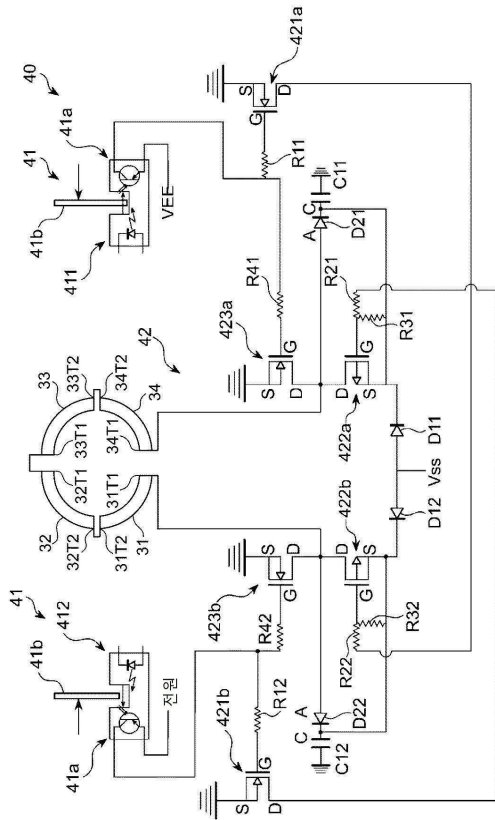 40
41
41b
41a
411
VEE
421a
S
G
D
R11
R41
C11
C
A
D21
R21
R31
423a
S
G
D
422a
G
D
S
D11
Vss
D12
42
33
33T2
34T2
34
33T1
34T1
32T1
31T1
32
32T2
31T2
31
422b
D
G
S
R32
R22
423b
S
G
D
R42
A
C
D22
C12
R12
421b
S
G
D
41
412
41b
41a
전원